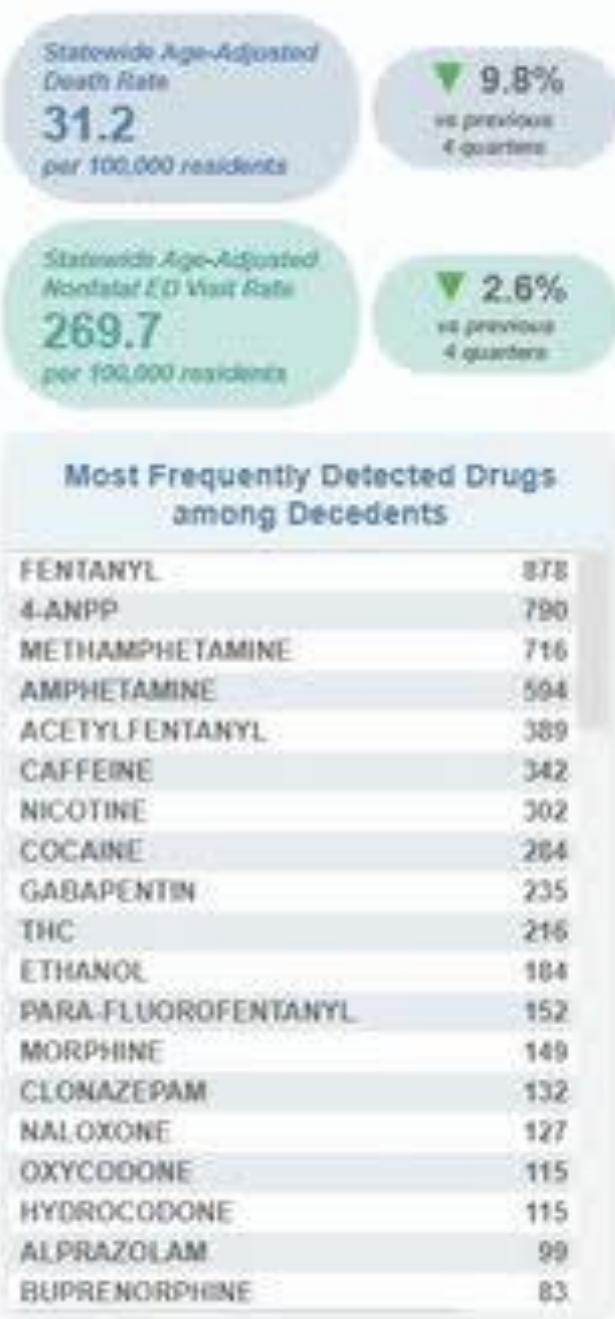 Statewide Age-Adjusted
Death Rate
31.2
per 100,000 residents
▼ 9.8%
vs previous
4 quarters
Statewide Age-Adjusted
Nonfatal ED Visit Rate
269.7
per 100,000 residents
▼ 2.6%
vs previous
4 quarters
Most Frequently Detected Drugs
among Decedents
FENTANYL 878
4-ANPP 790
METHAMPHETAMINE 716
AMPHETAMINE 594
ACETYLFENTANYL 389
CAFFEINE 342
NICOTINE 302
COCAINE 284
GABAPENTIN 235
THC 216
ETHANOL 184
PARA-FLUOROFENTANYL 152
MORPHINE 149
CLONAZEPAM 132
NALOXONE 127
OXYCODONE 115
HYDROCODONE 115
ALPRAZOLAM 99
BUPRENORPHINE 83